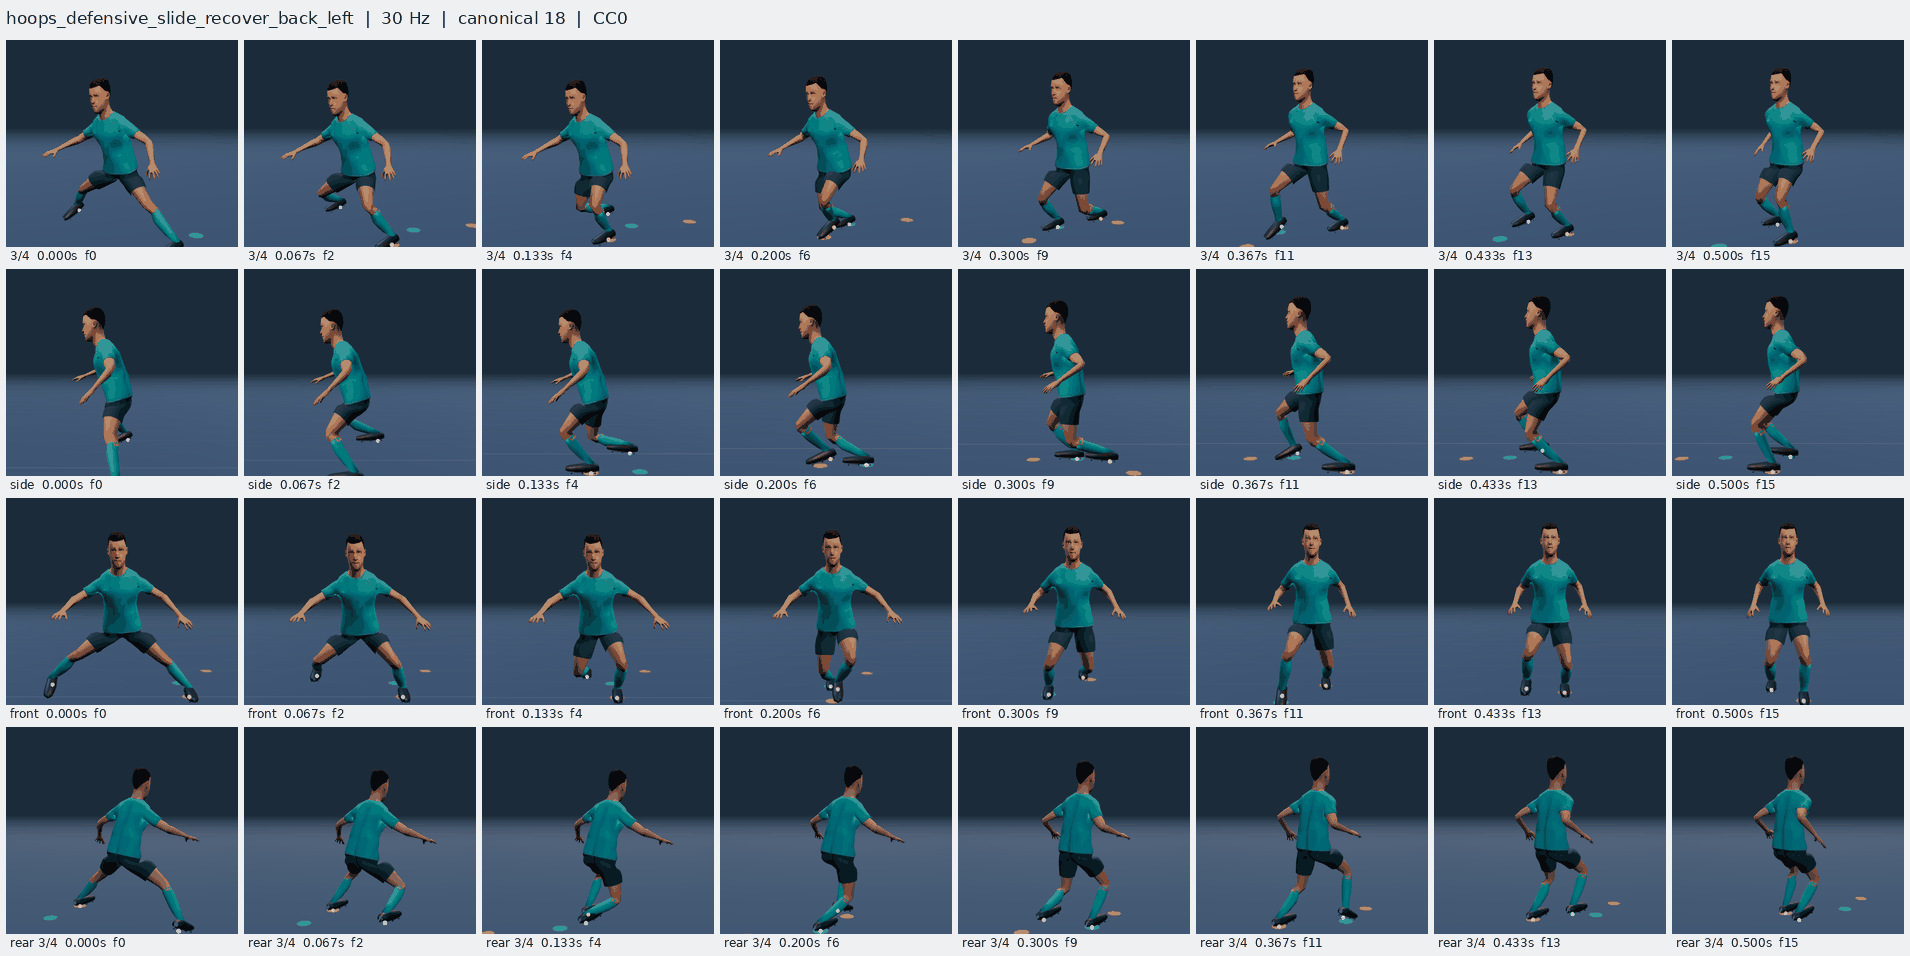 hoops_defensive_slide_recover_back_left | 30 Hz | canonical 18 | CC0
3/4 0.000s f0
3/4 0.067s f2
3/4 0.133s f4
3/4 0.200s f6
3/4 0.300s f9
3/4 0.367s f11
3/4 0.433s f13
3/4 0.500s f15
side 0.000s f0
side 0.067s f2
side 0.133s f4
side 0.200s f6
side 0.300s f9
side 0.367s f11
side 0.433s f13
side 0.500s f15
front 0.000s f0
front 0.067s f2
front 0.133s f4
front 0.200s f6
front 0.300s f9
front 0.367s f11
front 0.433s f13
front 0.500s f15
rear 3/4 0.000s f0
rear 3/4 0.067s f2
rear 3/4 0.133s f4
rear 3/4 0.200s f6
rear 3/4 0.300s f9
rear 3/4 0.367s f11
rear 3/4 0.433s f13
rear 3/4 0.500s f15